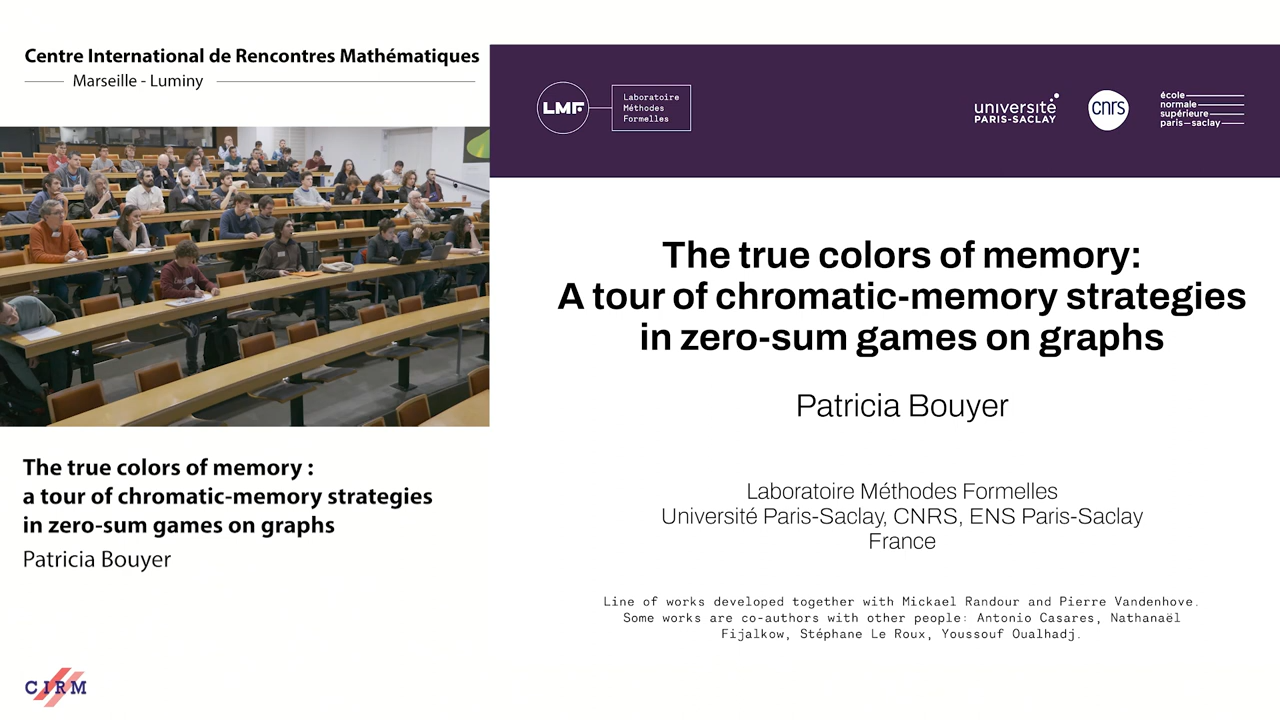 Centre International de Rencontres Mathématiques
Marseille - Luminy
The true colors of memory :
a tour of chromatic-memory strategies
in zero-sum games on graphs
Patricia Bouyer
CIRM
LMF
Laboratoire
Méthodes
Formelles
université
PARIS-SACLAY
cnrs
école
normale
supérieure
paris-saclay
The true colors of memory:
A tour of chromatic-memory strategies
in zero-sum games on graphs
Patricia Bouyer
Laboratoire Méthodes Formelles
Université Paris-Saclay, CNRS, ENS Paris-Saclay
France
Line of works developed together with Mickael Randour and Pierre Vandenhove.
Some works are co-authors with other people: Antonio Casares, Nathanaël
Fijalkow, Stéphane Le Roux, Youssouf Oualhadj.